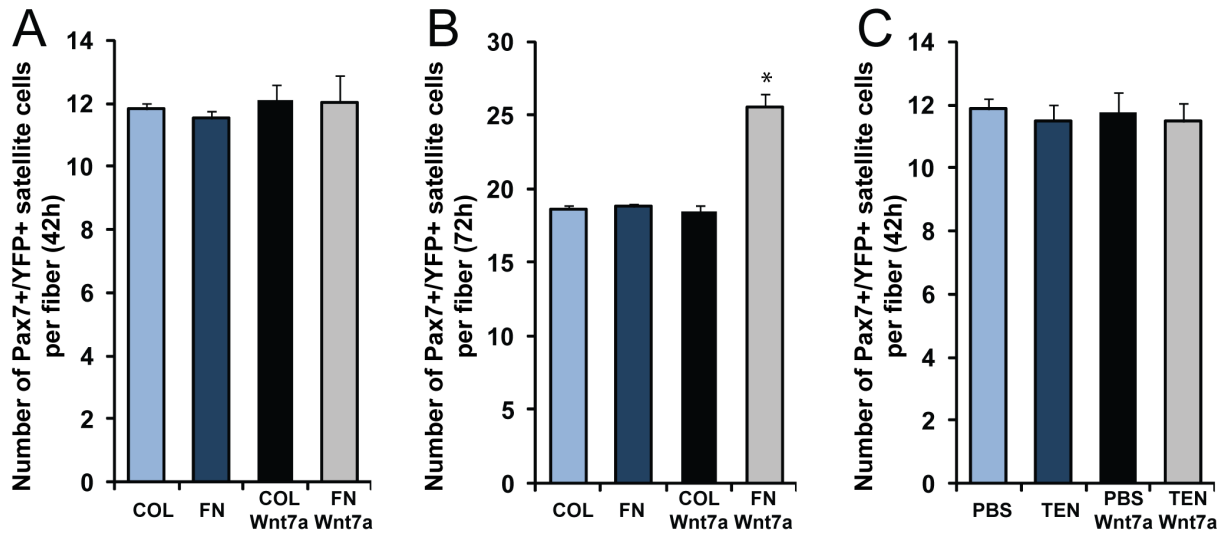 A
Number of Pax7+/YFP+ satellite cells
per fiber (42h)
14
12
10
8
6
4
2
0
COL
FN
COL
Wnt7a
FN
Wnt7a
B
Number of Pax7+/YFP+ satellite cells
per fiber (72h)
30
25
20
15
10
5
0
*
COL
FN
COL
Wnt7a
FN
Wnt7a
C
Number of Pax7+/YFP+ satellite cells
per fiber (42h)
14
12
10
8
6
4
2
0
PBS
TEN
PBS
Wnt7a
TEN
Wnt7a